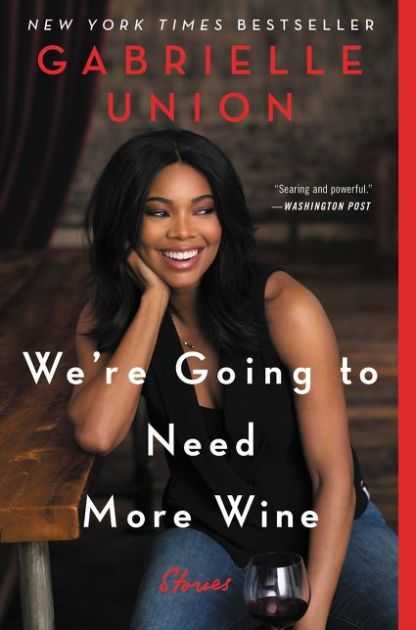 NEW YORK TIMES BESTSELLER
GABRIELLE
UNION
"Searing and powerful."
—WASHINGTON POST
We're Going to
Need
More Wine
Stories